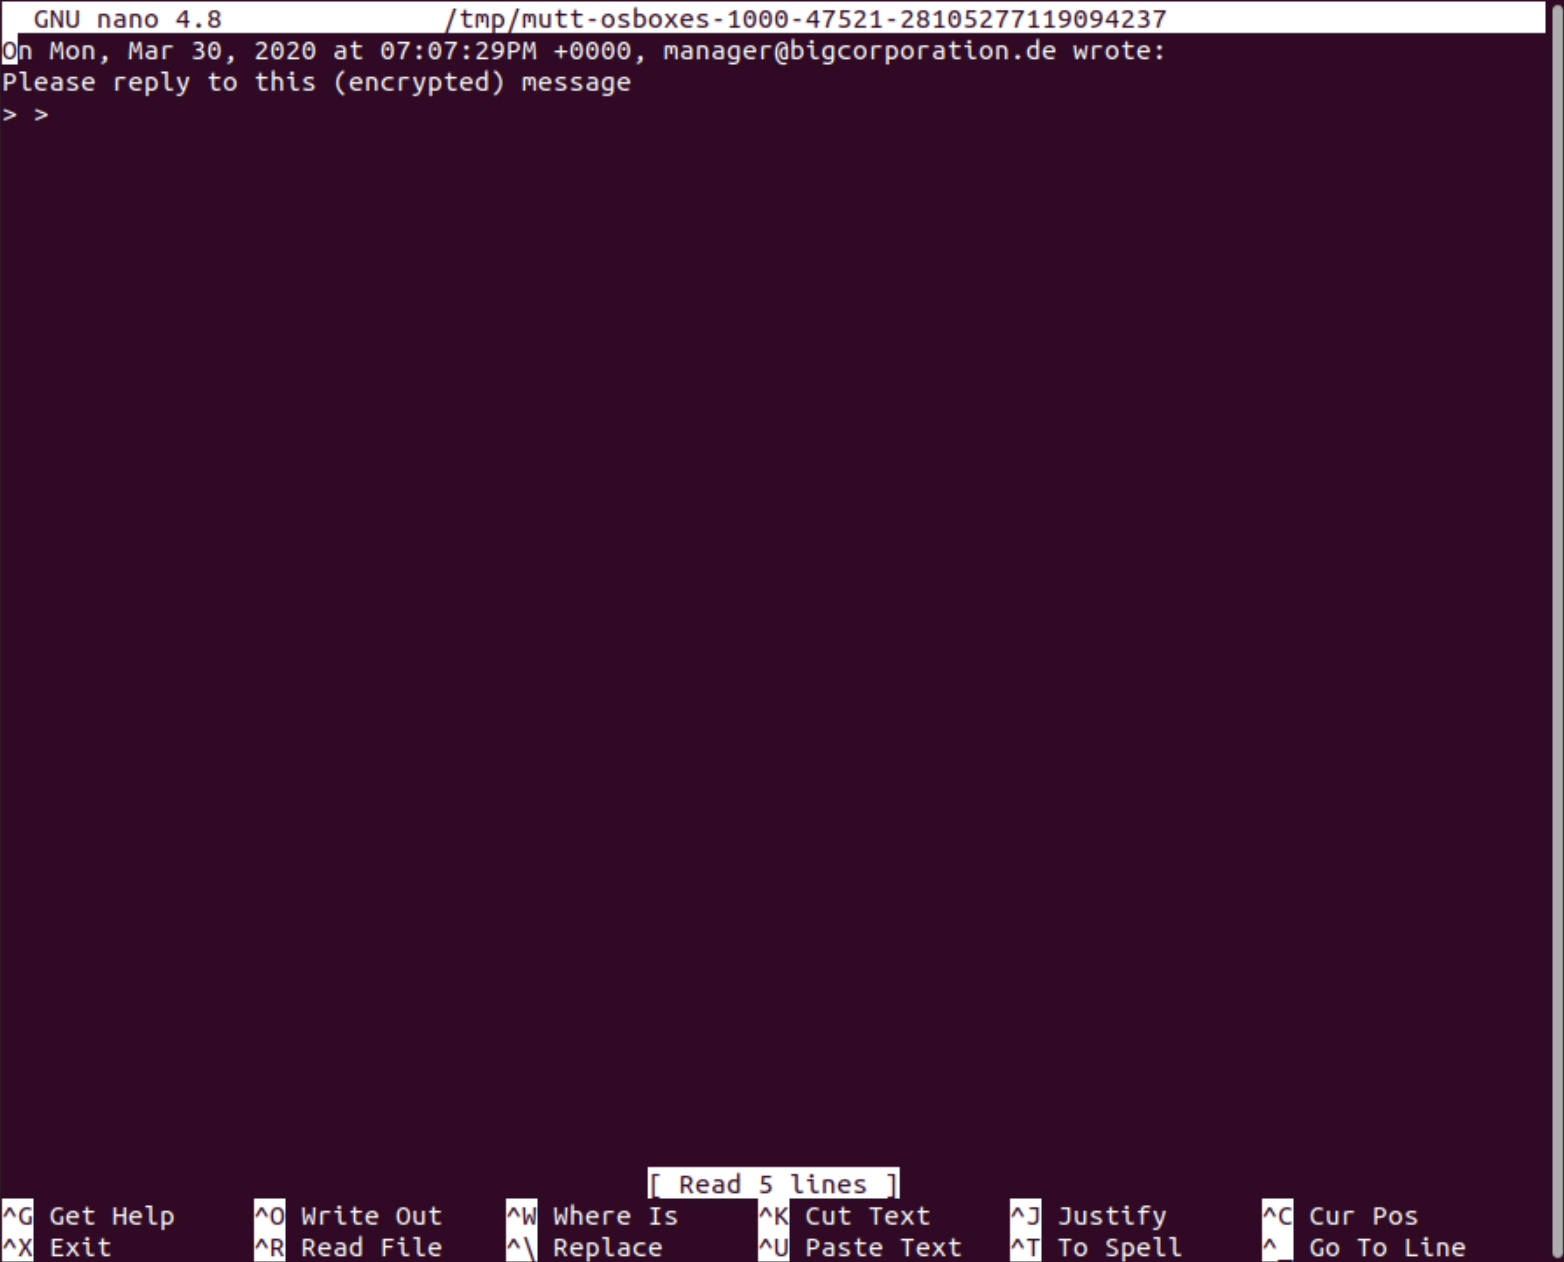 GNU nano 4.8 /tmp/mutt-osboxes-1000-47521-28105277119094237
On Mon, Mar 30, 2020 at 07:07:29PM +0000, manager@bigcorporation.de wrote:
Please reply to this (encrypted) message
> >
[ Read 5 lines ]
^G Get Help ^O Write Out ^W Where Is ^K Cut Text ^J Justify ^C Cur Pos
^X Exit ^R Read File ^\ Replace ^U Paste Text ^T To Spell ^_ Go To Line